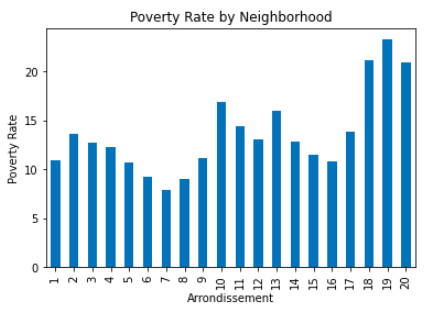 Poverty Rate by Neighborhood
Poverty Rate
20
15
10
5
0
1 2 3 4 5 6 7 8 9 10 11 12 13 14 15 16 17 18 19 20
Arrondissement